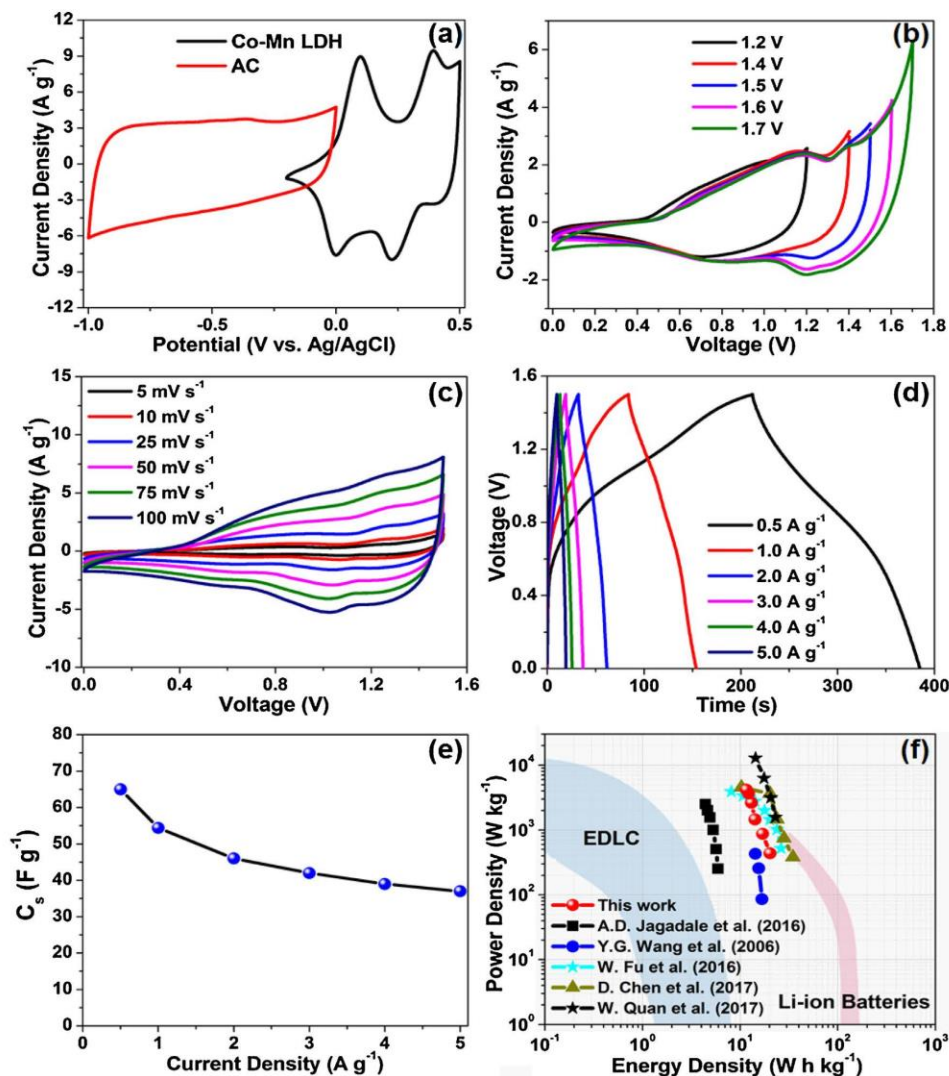 (a)
Co-Mn LDH
AC
Current Density (A g⁻¹)
12
9
6
3
0
-3
-6
-9
-12
-1.0
-0.5
0.0
0.5
Potential (V vs. Ag/AgCl)
(b)
1.2 V
1.4 V
1.5 V
1.6 V
1.7 V
Current Density (A g⁻¹)
6
4
2
0
-2
0.0
0.2
0.4
0.6
0.8
1.0
1.2
1.4
1.6
1.8
Voltage (V)
(c)
5 mV s⁻¹
10 mV s⁻¹
25 mV s⁻¹
50 mV s⁻¹
75 mV s⁻¹
100 mV s⁻¹
Current Density (A g⁻¹)
15
10
5
0
-5
-10
0.0
0.4
0.8
1.2
1.6
Voltage (V)
(d)
0.5 A g⁻¹
1.0 A g⁻¹
2.0 A g⁻¹
3.0 A g⁻¹
4.0 A g⁻¹
5.0 A g⁻¹
Voltage (V)
1.6
1.2
0.8
0.4
0.0
0
100
200
300
400
Time (s)
(e)
Cₛ (F g⁻¹)
80
70
60
50
40
30
20
10
0
0
1
2
3
4
5
Current Density (A g⁻¹)
(f)
EDLC
This work
A.D. Jagadale et al. (2016)
Y.G. Wang et al. (2006)
W. Fu et al. (2016)
D. Chen et al. (2017)
W. Quan et al. (2017)
Li-ion Batteries
Power Density (W kg⁻¹)
10⁴
10³
10²
10¹
10⁰
10⁻¹
10⁰
10¹
10²
10³
Energy Density (W h kg⁻¹)